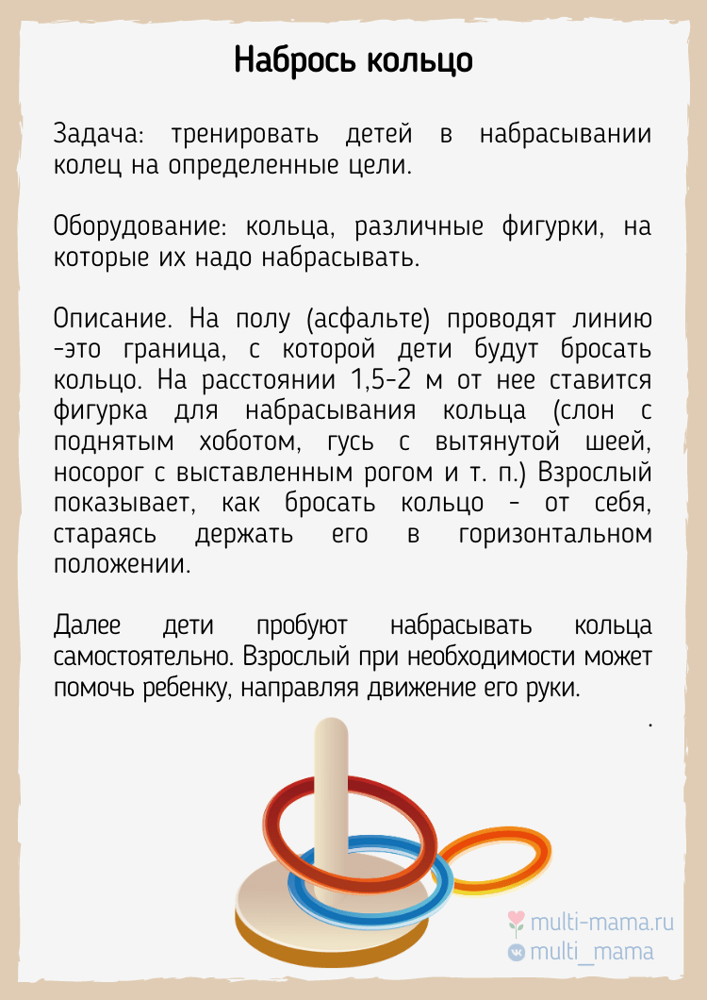 Набрось кольцо
Задача: тренировать детей в набрасывании
колец на определенные цели.
Оборудование: кольца, различные фигурки, на
которые их надо набрасывать.
Описание. На полу (асфальте) проводят линию
-это граница, с которой дети будут бросать
кольцо. На расстоянии 1,5-2 м от нее ставится
фигурка для набрасывания кольца (слон с
поднятым хоботом, гусь с вытянутой шеей,
носорог с выставленным рогом и т. п.) Взрослый
показывает, как бросать кольцо - от себя,
стараясь держать его в горизонтальном
положении.
Далее дети пробуют набрасывать кольца
самостоятельно. Взрослый при необходимости может
помочь ребенку, направляя движение его руки.
.
multi-mama.ru
multi_mama